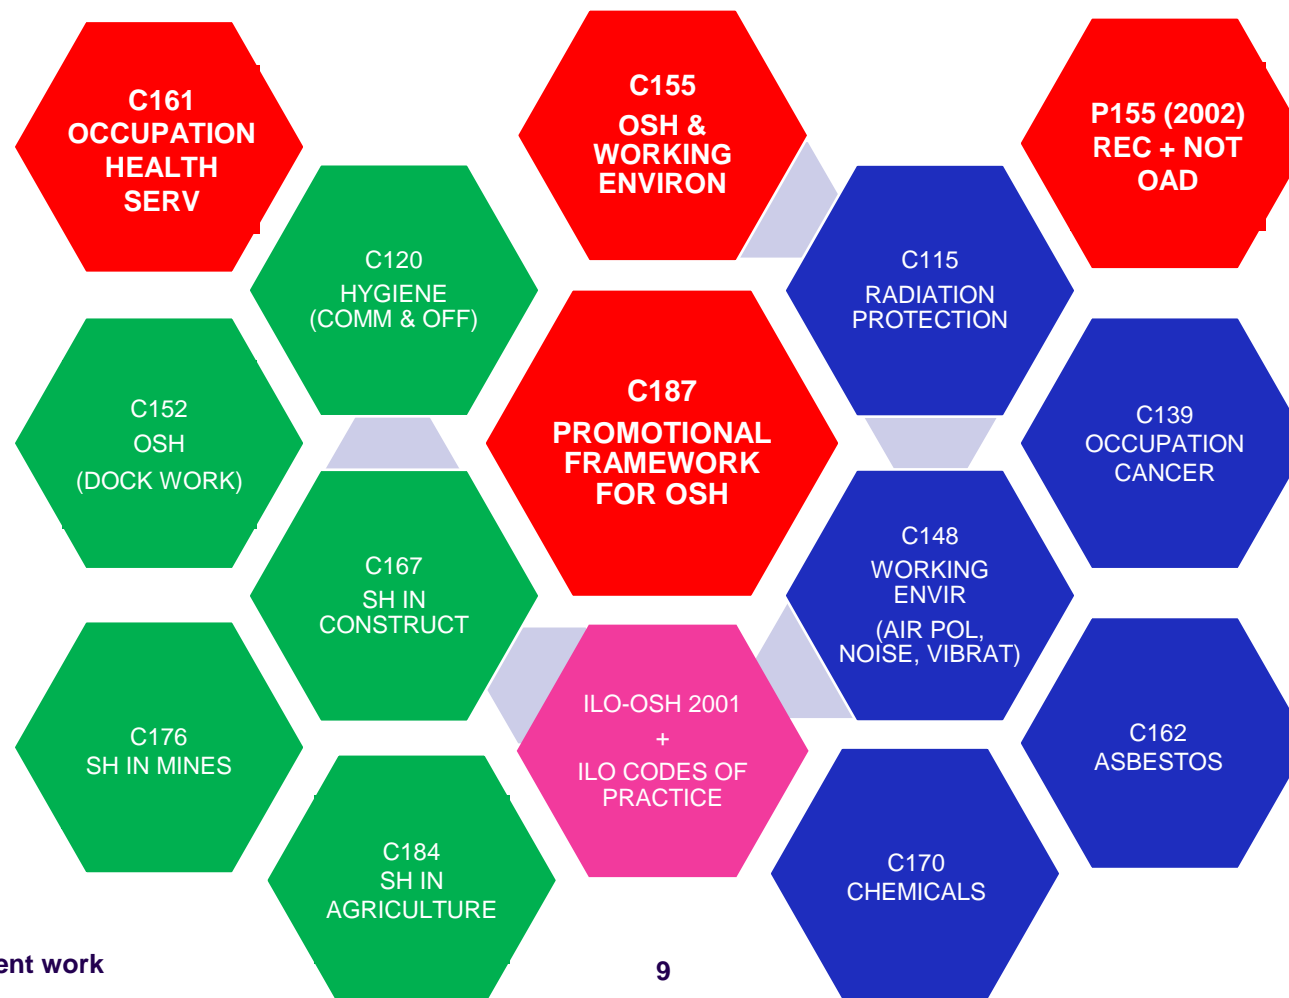 C161
OCCUPATION
HEALTH
SERV
C155
OSH &
WORKING
ENVIRON
P155 (2002)
REC + NOT
OAD
C120
HYGIENE
(COMM & OFF)
C115
RADIATION
PROTECTION
C152
OSH
(DOCK WORK)
C187
PROMOTIONAL
FRAMEWORK
FOR OSH
C139
OCCUPATION
CANCER
C167
SH IN
CONSTRUCT
C148
WORKING
ENVIR
(AIR POL,
NOISE, VIBRAT)
C176
SH IN MINES
ILO-OSH 2001
+
ILO CODES OF
PRACTICE
C162
ASBESTOS
C184
SH IN
AGRICULTURE
C170
CHEMICALS
ent work
9